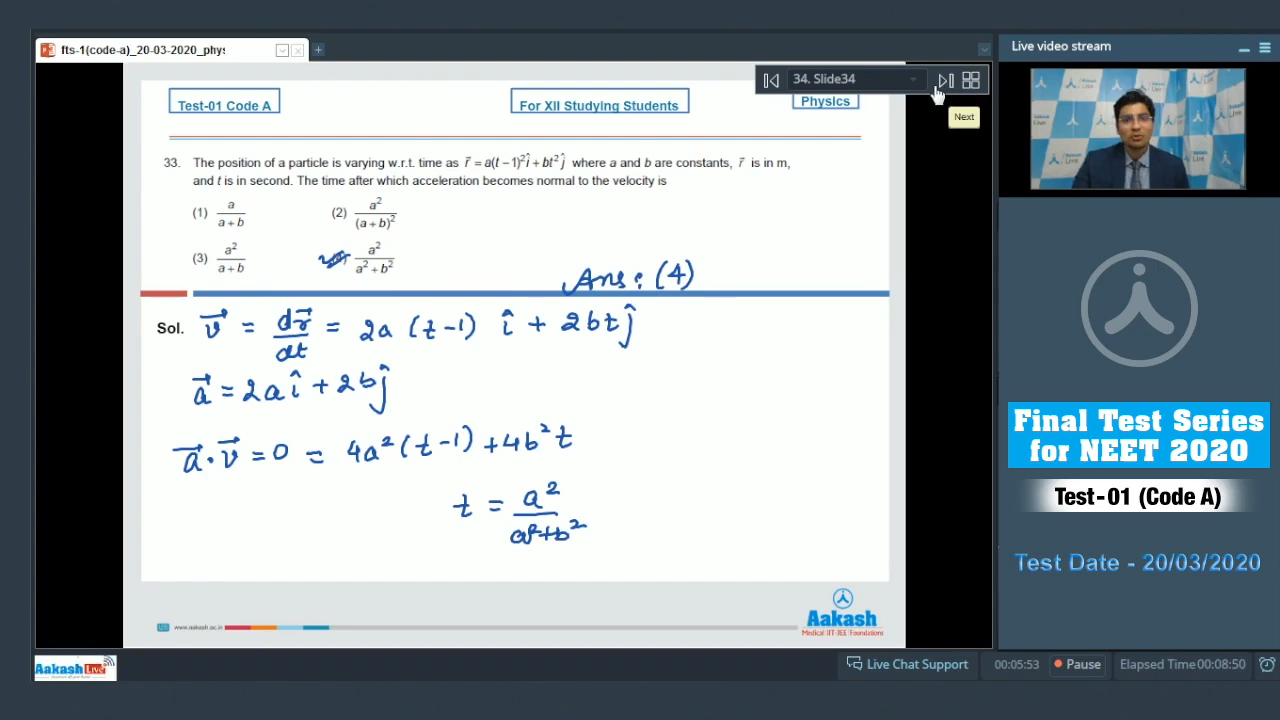 fts-1(code-a)_20-03-2020_phys
Live video stream
34. Slide34
Next
Test-01 Code A
For XII Studying Students
Physics
33. The position of a particle is varying w.r.t. time as r⃗ = a(t – 1)² î + bt² ĵ where a and b are constants, r⃗ is in m,
and t is in second. The time after which acceleration becomes normal to the velocity is
(1) a/(a + b) (2) a²/(a + b)²
(3) a²/(a + b) a²/(a² + b²)
Ans: (4)
Sol. v⃗ = dr⃗/dt = 2a (t-1) î + 2bt ĵ
a⃗ = 2a î + 2b ĵ
a⃗ · v⃗ = 0 = 4a² (t-1) + 4b² t
t = a²/(a²+b²)
www.aakash.ac.in
Aakash
Medical|IIT-JEE|Foundations
Aakash Live
Final Test Series
for NEET 2020
Test-01 (Code A)
Test Date - 20/03/2020
Aakash Live
Live Chat Support
00:05:53
Pause
Elapsed Time 00:08:50